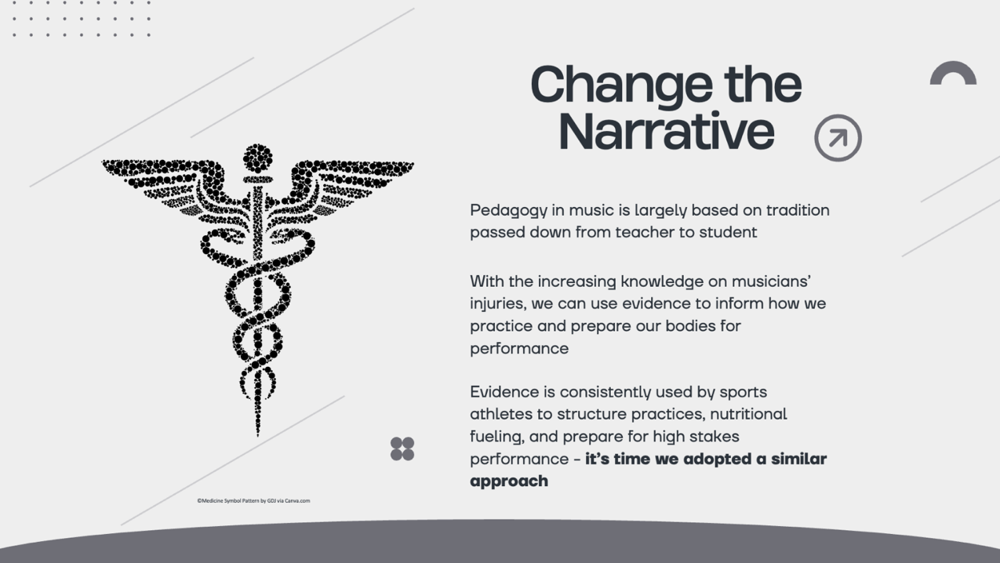 Change the
Narrative
Pedagogy in music is largely based on tradition
passed down from teacher to student
With the increasing knowledge on musicians’
injuries, we can use evidence to inform how we
practice and prepare our bodies for
performance
Evidence is consistently used by sports
athletes to structure practices, nutritional
fueling, and prepare for high stakes
performance - it’s time we adopted a similar
approach
©Medicine Symbol Pattern by GDJ via Canva.com